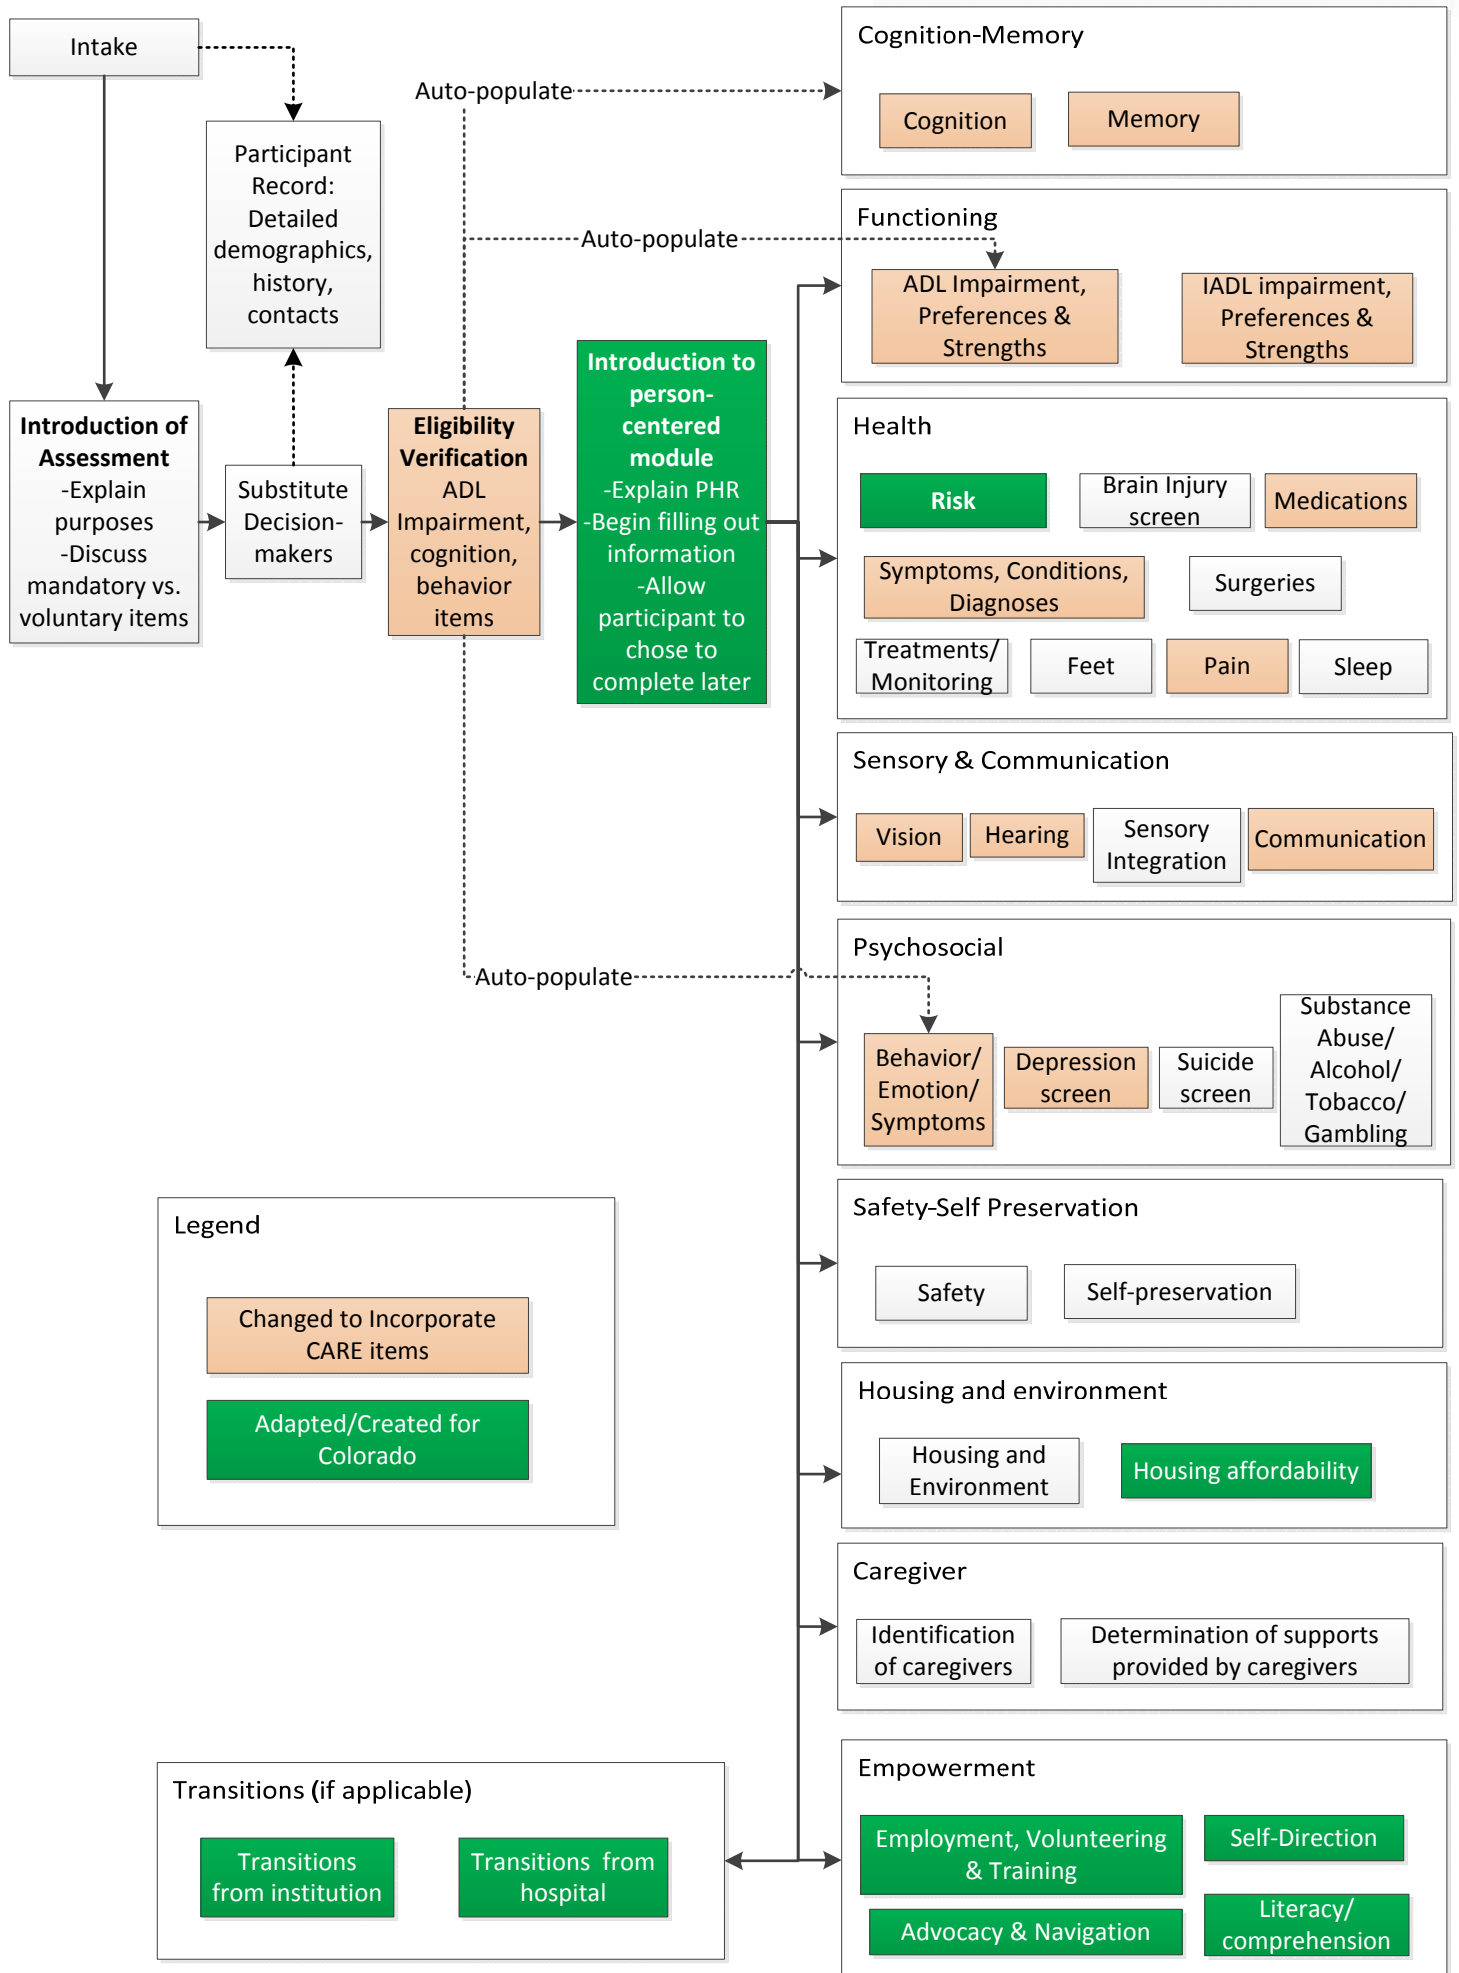 Intake
Participant
Record:
Detailed
demographics,
history,
contacts
Introduction of
Assessment
-Explain
purposes
-Discuss
mandatory vs.
voluntary items
Substitute
Decision-
makers
Eligibility
Verification
ADL
Impairment,
cognition,
behavior
items
Introduction to
person-
centered
module
-Explain PHR
-Begin filling out
information
-Allow
participant to
chose to
complete later
Auto-populate
Auto-populate
Auto-populate
Cognition-Memory
Cognition
Memory
Functioning
ADL Impairment,
Preferences &
Strengths
IADL impairment,
Preferences &
Strengths
Health
Risk
Brain Injury
screen
Medications
Symptoms, Conditions,
Diagnoses
Surgeries
Treatments/
Monitoring
Feet
Pain
Sleep
Sensory & Communication
Vision
Hearing
Sensory
Integration
Communication
Psychosocial
Behavior/
Emotion/
Symptoms
Depression
screen
Suicide
screen
Substance
Abuse/
Alcohol/
Tobacco/
Gambling
Safety-Self Preservation
Safety
Self-preservation
Housing and environment
Housing and
Environment
Housing affordability
Caregiver
Identification
of caregivers
Determination of supports
provided by caregivers
Empowerment
Employment, Volunteering
& Training
Self-Direction
Advocacy & Navigation
Literacy/
comprehension
Legend
Changed to Incorporate
CARE items
Adapted/Created for
Colorado
Transitions (if applicable)
Transitions
from institution
Transitions from
hospital